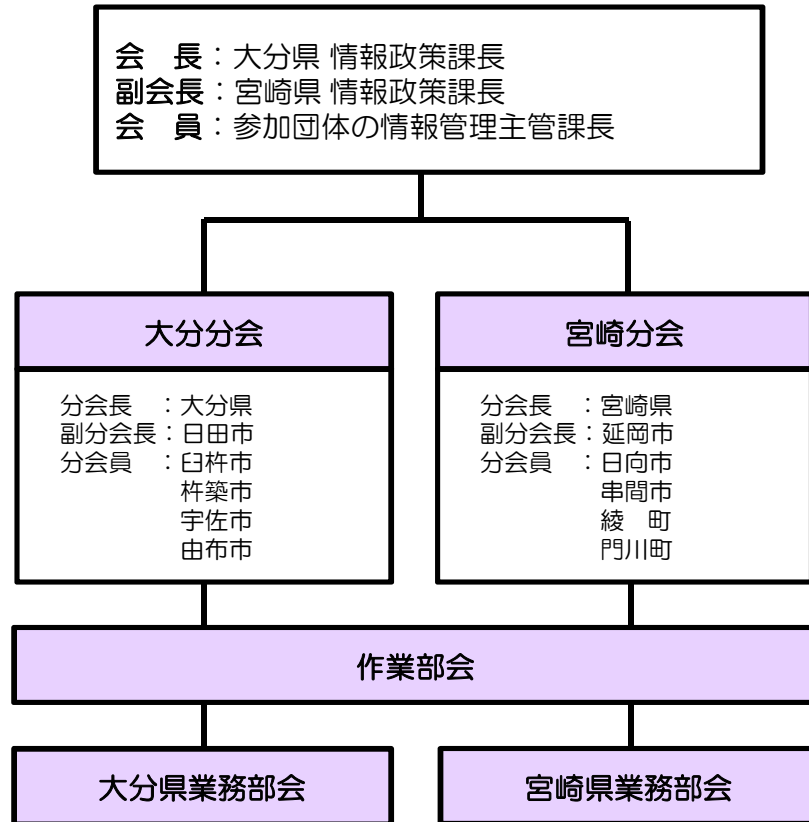 会　長：大分県 情報政策課長
副会長：宮崎県 情報政策課長
会　員：参加団体の情報管理主管課長
大分分会
分会長　：大分県
副分会長：日田市
分会員　：臼杵市
杵築市
宇佐市
由布市
宮崎分会
分会長　：宮崎県
副分会長：延岡市
分会員　：日向市
串間市
綾　町
門川町
作業部会
大分県業務部会
宮崎県業務部会